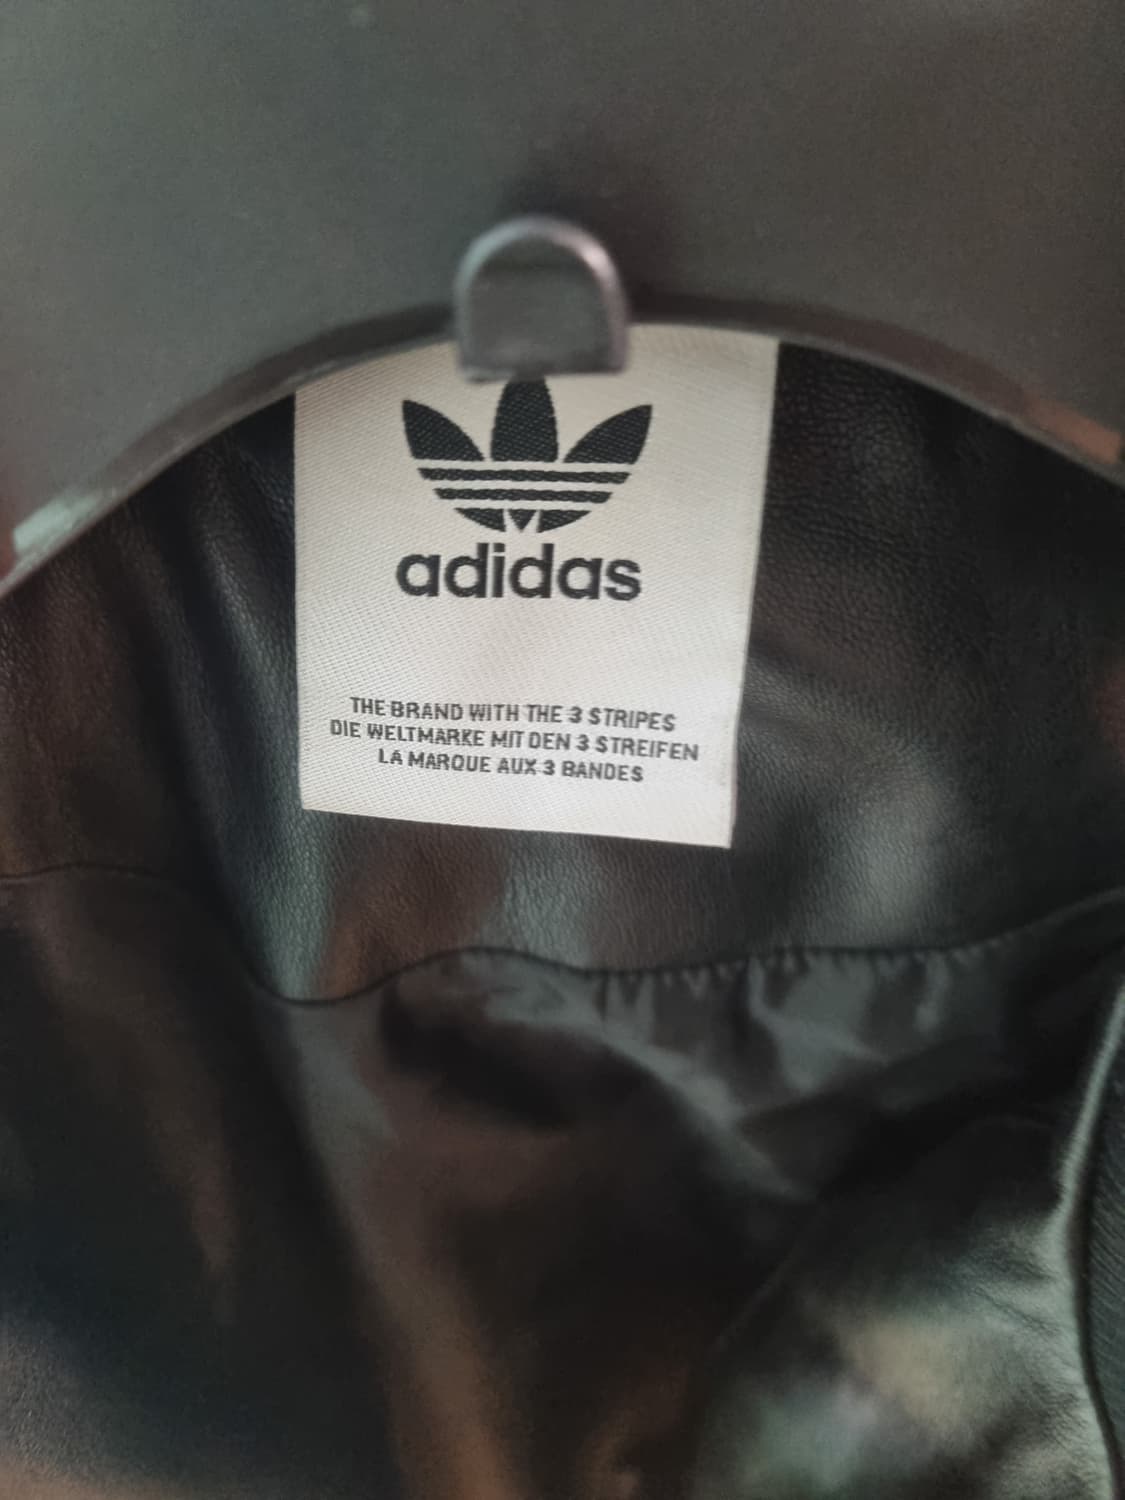 adidas
THE BRAND WITH THE 3 STRIPES
DIE WELTMARKE MIT DEN 3 STREIFEN
LA MARQUE AUX 3 BANDES